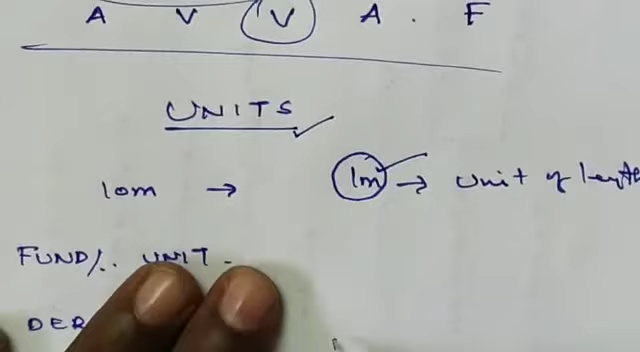 A V V A . F
UNITS
10m → 1m → Unit of length
FUND/. UNIT -
DER